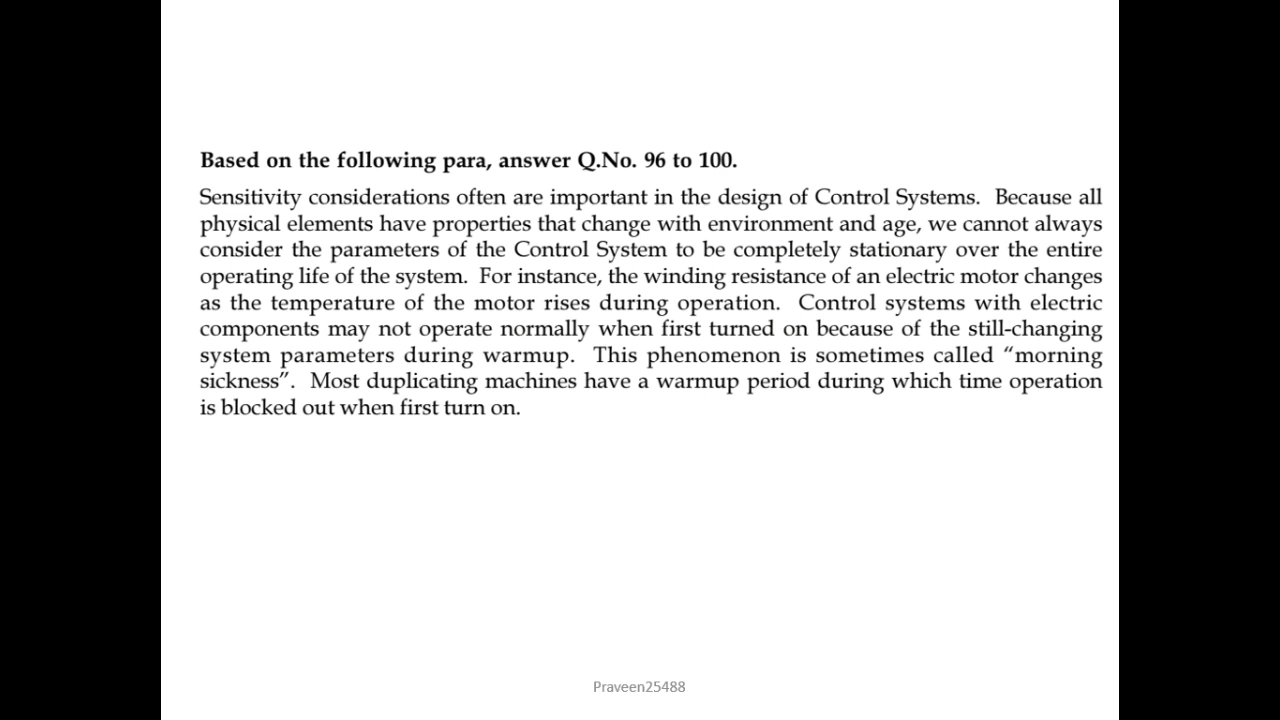 Based on the following para, answer Q.No. 96 to 100.
Sensitivity considerations often are important in the design of Control Systems. Because all
physical elements have properties that change with environment and age, we cannot always
consider the parameters of the Control System to be completely stationary over the entire
operating life of the system. For instance, the winding resistance of an electric motor changes
as the temperature of the motor rises during operation. Control systems with electric
components may not operate normally when first turned on because of the still-changing
system parameters during warmup. This phenomenon is sometimes called “morning
sickness”. Most duplicating machines have a warmup period during which time operation
is blocked out when first turn on.
Praveen25488